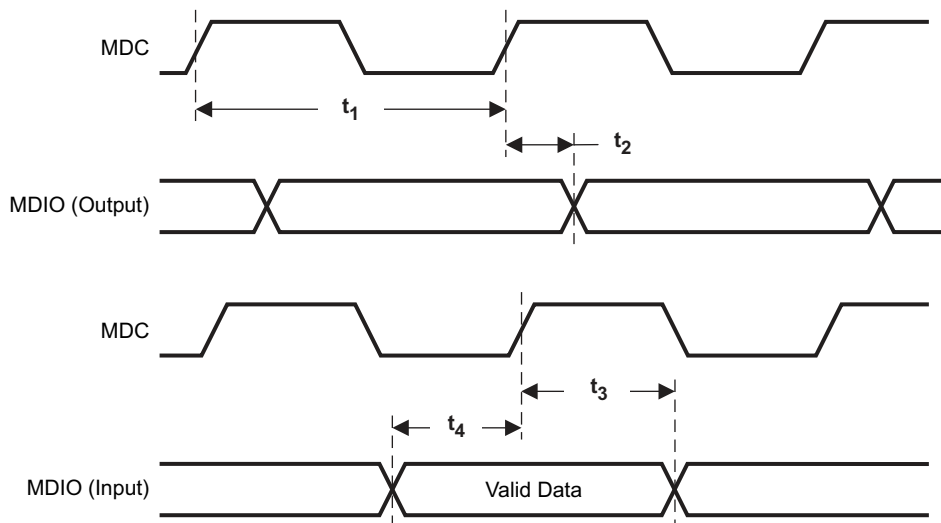 MDC
t₁
t₂
MDIO (Output)
MDC
t₃
t₄
MDIO (Input)
Valid Data